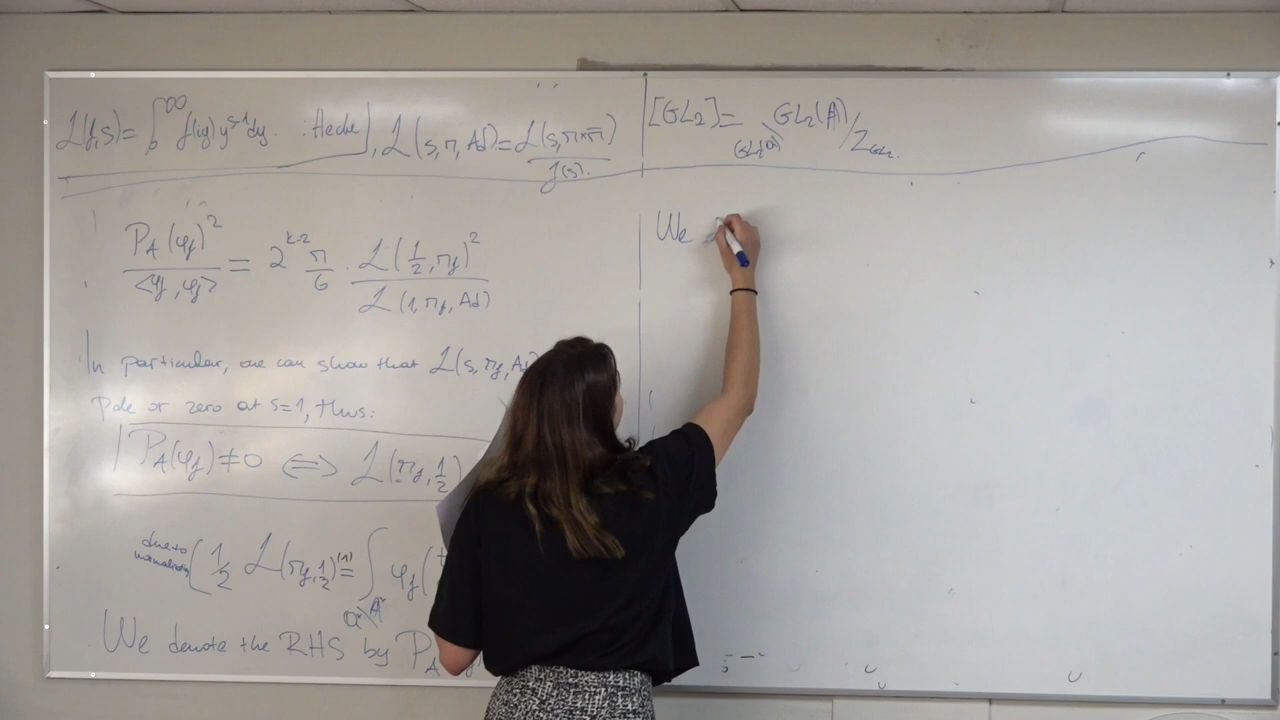 L(f,s)= ∫₀^∞ f(iy) y^{s-1} dy. : Hecke, L(s, π, Ad) = L(s, π×π̃) / ζ(s).
P_A(φ_f)² / <φ_f, φ_f> = 2^{k-2} π/6 · L(1/2, π_f)² / L(1, π_f, Ad)
In particular, one can show that L(s, π_f, Ad
pole or zero at s=1, thus:
P_A(φ_f) ≠ 0 ⟺ L(π_f, 1/2)
due to normalization ( 1/2 L(π_f, 1/2) (1)= ∫_{Q^×\A^×} φ_f(
We denote the RHS by P_A
[GL₂] = GL₂(Q)\GL₂(A)/Z_{GL₂}.
We